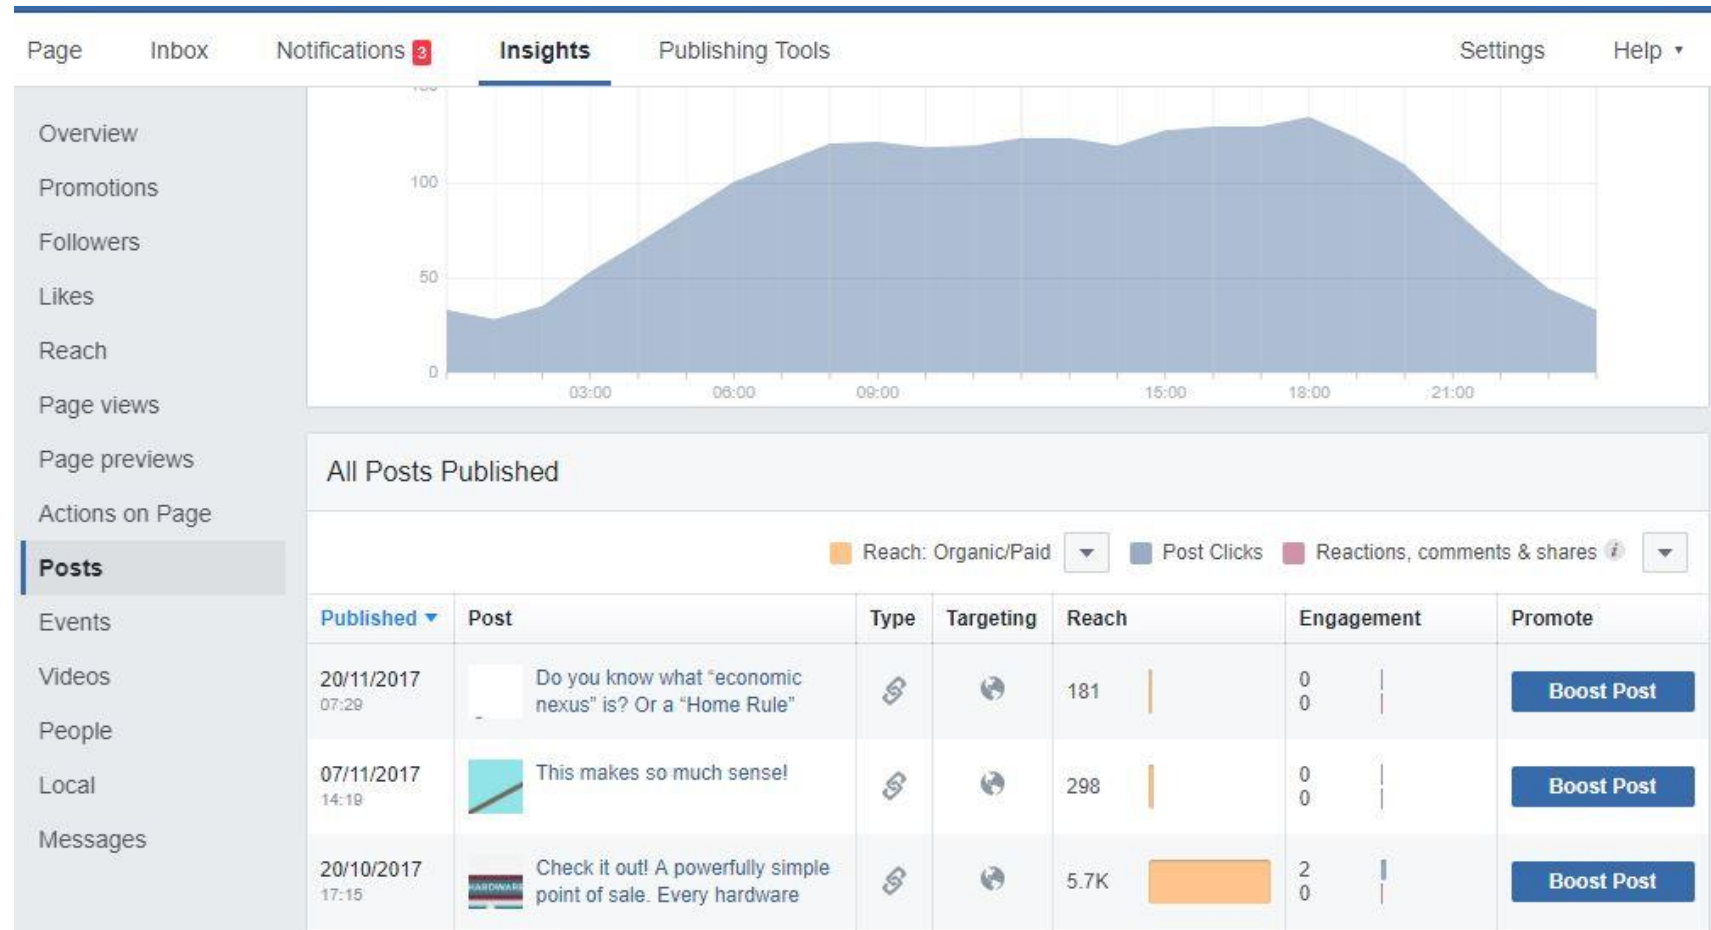 Page Inbox Notifications 3 Insights Publishing Tools Settings Help
Overview
Promotions
Followers
Likes
Reach
Page views
Page previews
Actions on Page
Posts
Events
Videos
People
Local
Messages
100
50
0
03:00 06:00 09:00 15:00 18:00 21:00
All Posts Published
Reach: Organic/Paid Post Clicks Reactions, comments & shares i
Published Post Type Targeting Reach Engagement Promote
20/11/2017
07:29
Do you know what “economic
nexus” is? Or a “Home Rule”
181
0
0
Boost Post
07/11/2017
14:19
This makes so much sense!
298
0
0
Boost Post
20/10/2017
17:15
HARDWARE
Check it out! A powerfully simple
point of sale. Every hardware
5.7K
2
0
Boost Post